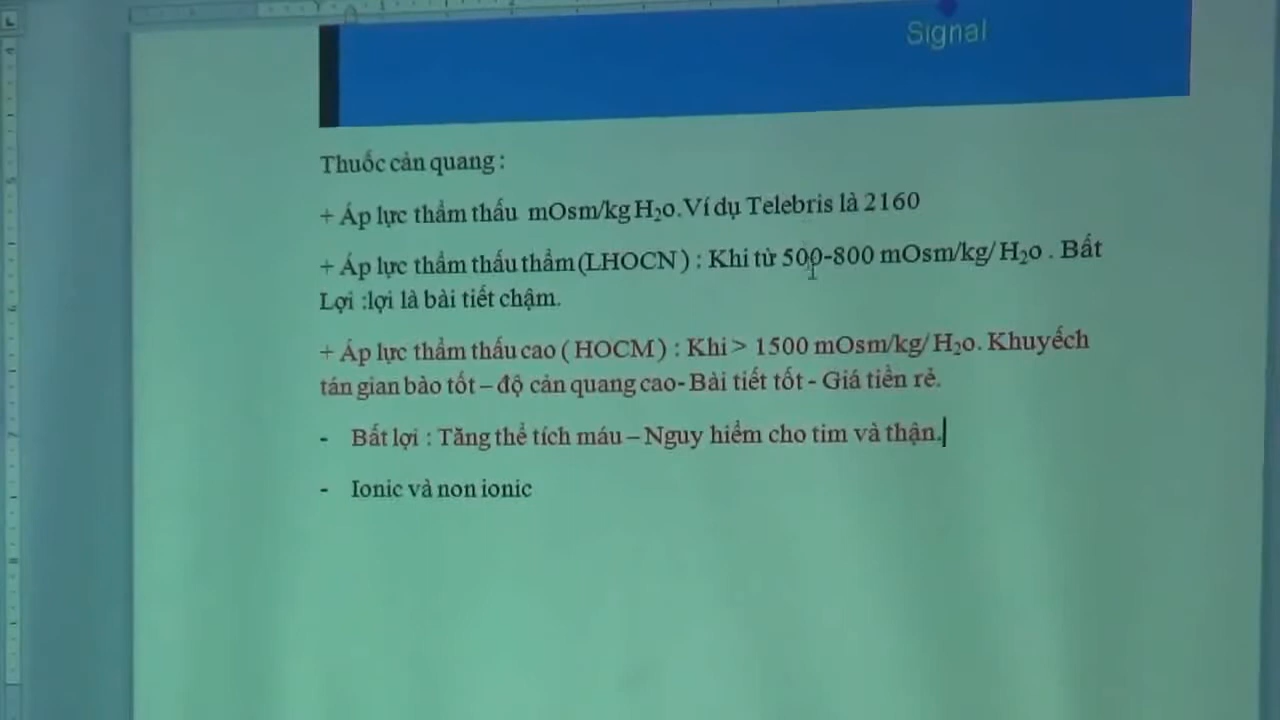 Signal
Thuốc cản quang :
+ Áp lực thẩm thấu mOsm/kg H₂o. Ví dụ Telebris là 2160
+ Áp lực thẩm thấu thẩm (LHOCN ) : Khi từ 500-800 mOsm/kg/ H₂o . Bất
Lợi :lợi là bài tiết chậm.
+ Áp lực thẩm thấu cao ( HOCM ) : Khi > 1500 mOsm/kg/ H₂o. Khuyếch
tán gian bào tốt – độ cản quang cao- Bài tiết tốt - Giá tiền rẻ.
- Bất lợi : Tăng thể tích máu – Nguy hiểm cho tim và thận.
- Ionic và non ionic